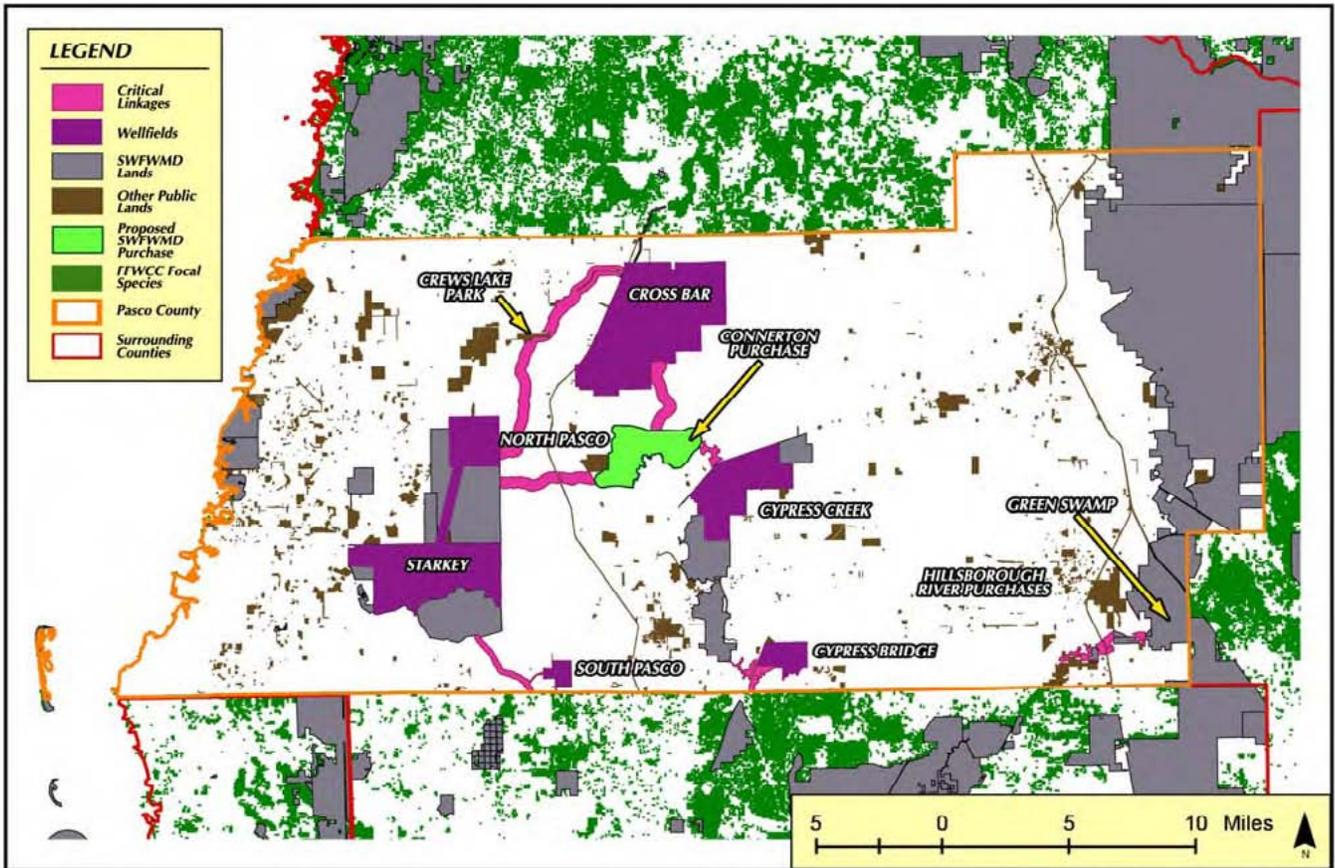 LEGEND
Critical
Linkages
Wellfields
SWFWMD
Lands
Other Public
Lands
Proposed
SWFWMD
Purchase
FFWCC Focal
Species
Pasco County
Surrounding
Counties
CREWS LAKE
PARK
CROSS BAR
CONNERTON
PURCHASE
NORTH PASCO
CYPRESS CREEK
GREEN SWAMP
STARKEY
HILLSBOROUGH
RIVER PURCHASES
SOUTH PASCO
CYPRESS BRIDGE
5 0 5 10 Miles
N